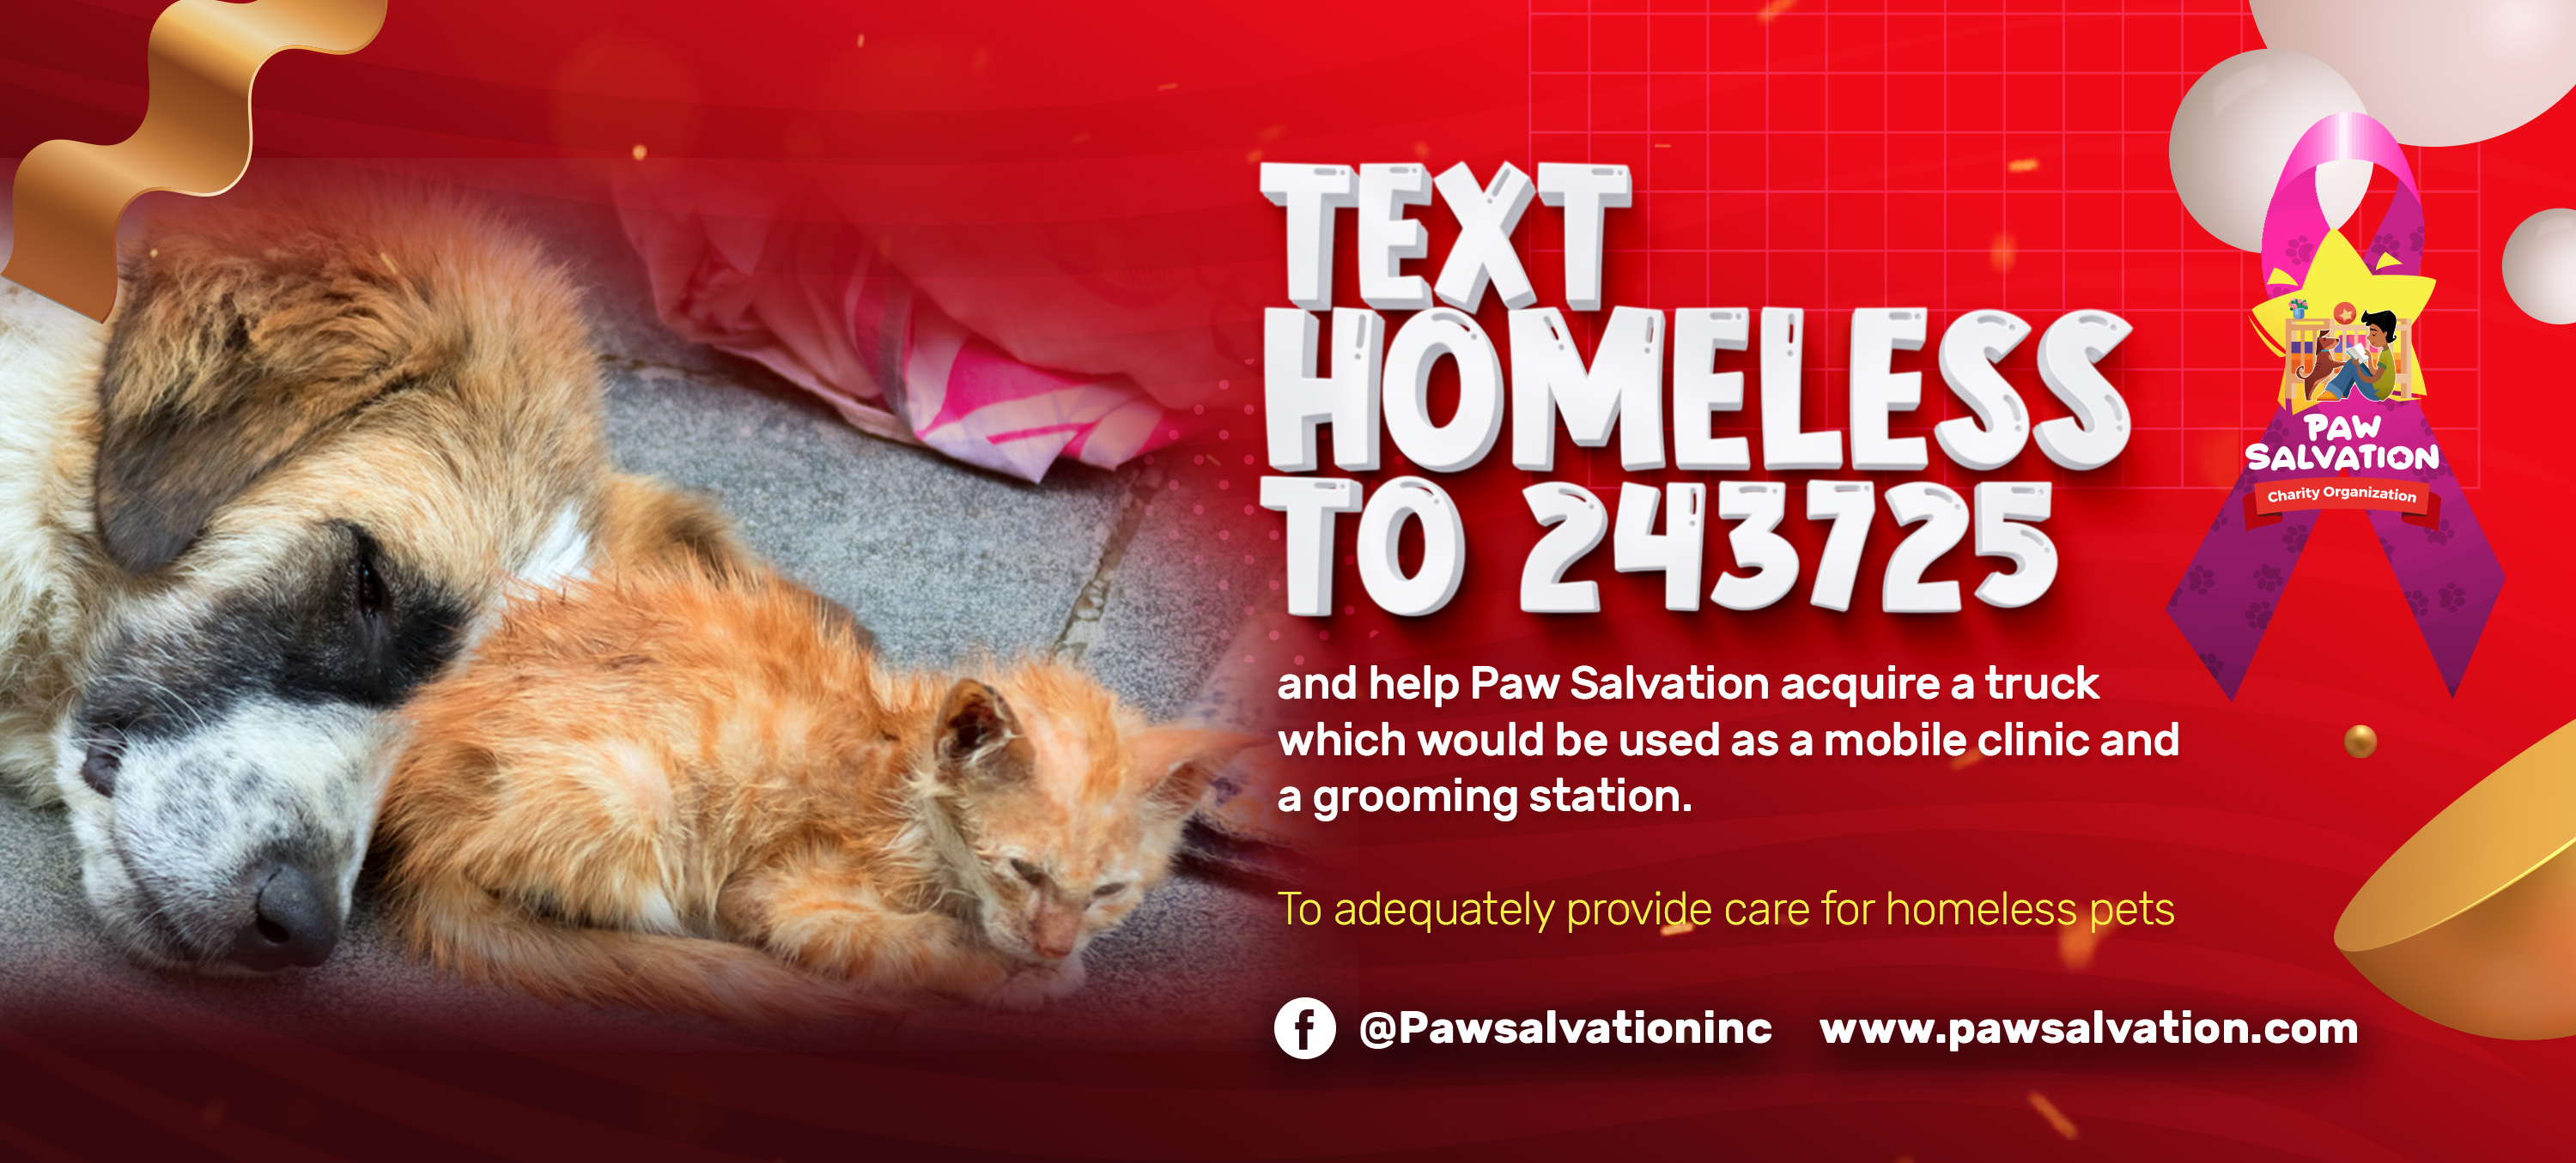 TEXT
HOMELESS
TO 243725
and help Paw Salvation acquire a truck
which would be used as a mobile clinic and
a grooming station.
To adequately provide care for homeless pets
@Pawsalvationinc www.pawsalvation.com
PAW
SALVATION
Charity Organization